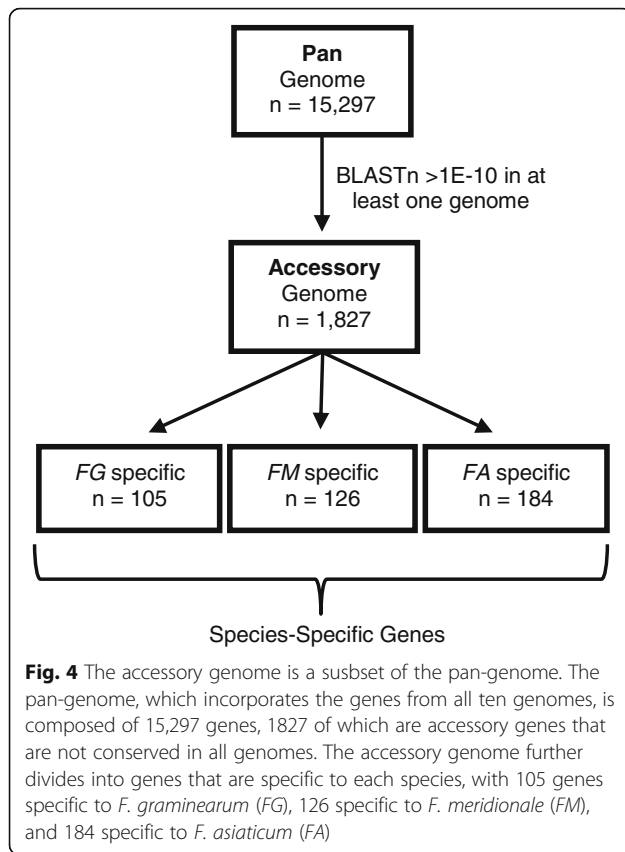 Pan
Genome
n = 15,297
BLASTn >1E-10 in at
least one genome
Accessory
Genome
n = 1,827
FG specific
n = 105
FM specific
n = 126
FA specific
n = 184
Species-Specific Genes
Fig. 4 The accessory genome is a susbset of the pan-genome. The
pan-genome, which incorporates the genes from all ten genomes, is
composed of 15,297 genes, 1827 of which are accessory genes that
are not conserved in all genomes. The accessory genome further
divides into genes that are specific to each species, with 105 genes
specific to F. graminearum (FG), 126 specific to F. meridionale (FM),
and 184 specific to F. asiaticum (FA)